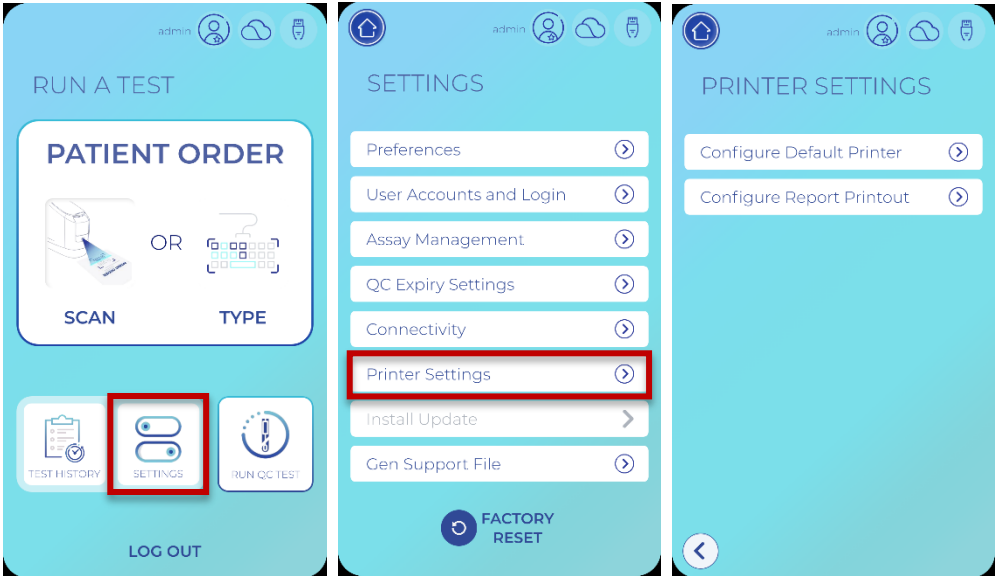 admin
RUN A TEST
PATIENT ORDER
OR
SCAN
TYPE
TEST HISTORY
SETTINGS
RUN QC TEST
LOG OUT
admin
SETTINGS
Preferences
User Accounts and Login
Assay Management
QC Expiry Settings
Connectivity
Printer Settings
Install Update
Gen Support File
FACTORY
RESET
admin
PRINTER SETTINGS
Configure Default Printer
Configure Report Printout